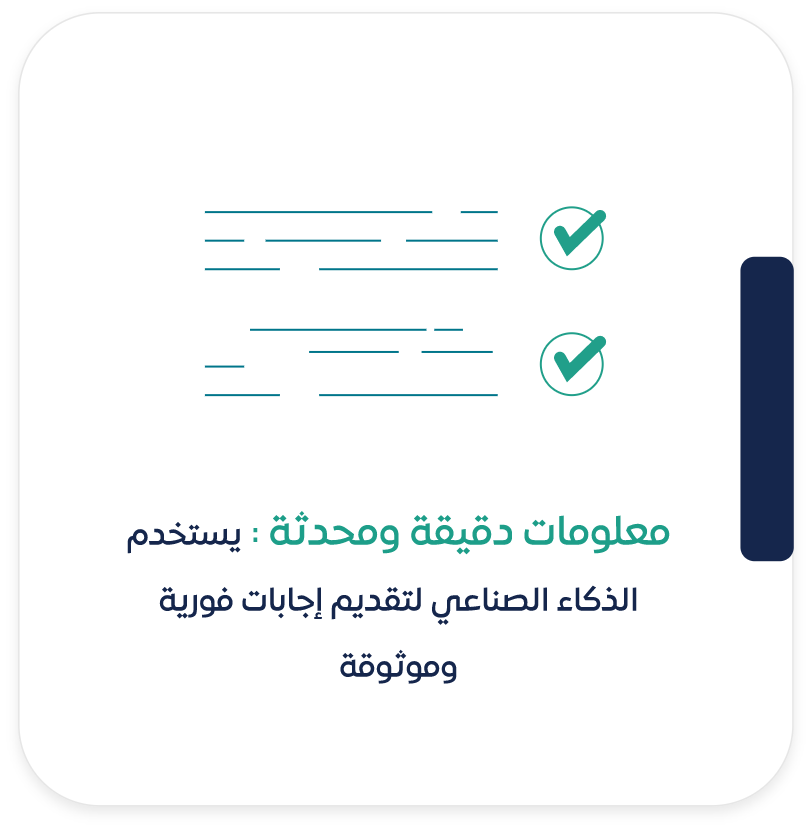 معلومات دقيقة ومحدثة : يستخدم
الذكاء الصناعي لتقديم إجابات فورية
وموثوقة